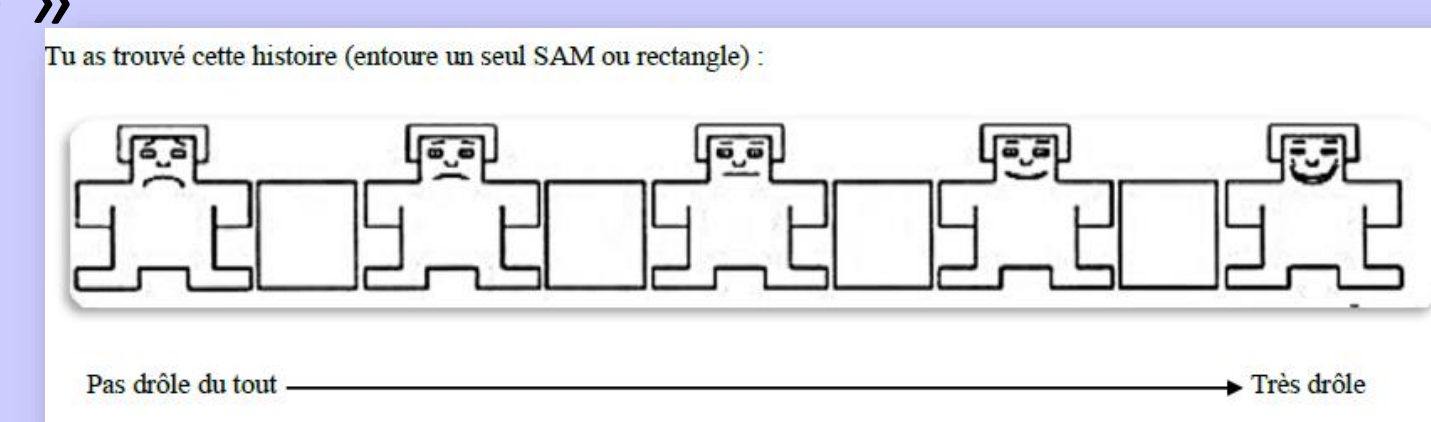 »
Tu as trouvé cette histoire (entoure un seul SAM ou rectangle) :
Pas drôle du tout Très drôle